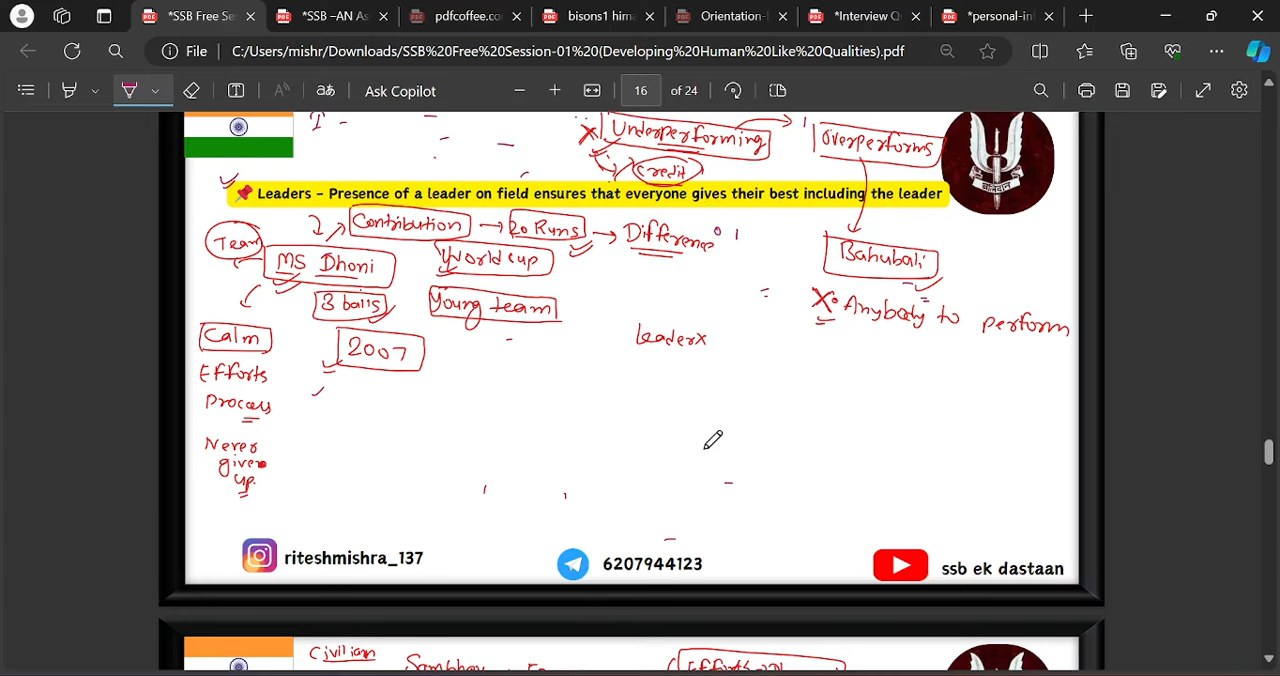 *SSB Free Se
*SSB –AN As
pdfcoffee.co
bisons1 him
Orientation-
*Interview Q
*personal-in
File
C:/Users/mishr/Downloads/SSB%20Free%20Session-01%20(Developing%20Human%20Like%20Qualities).pdf
Ask Copilot
16 of 24
Underperforming
Overperforms
Credit
📌 Leaders – Presence of a leader on field ensures that everyone gives their best including the leader
Contribution → 20 Runs → Difference
Team
MS Dhoni
World cup
Bahubali
3 balls
Young team
X • Anybody to perform
Calm
2007
leader x
Efforts
Process
Never
give
up.
riteshmishra_137
6207944123
ssb ek dastaan
Civilian